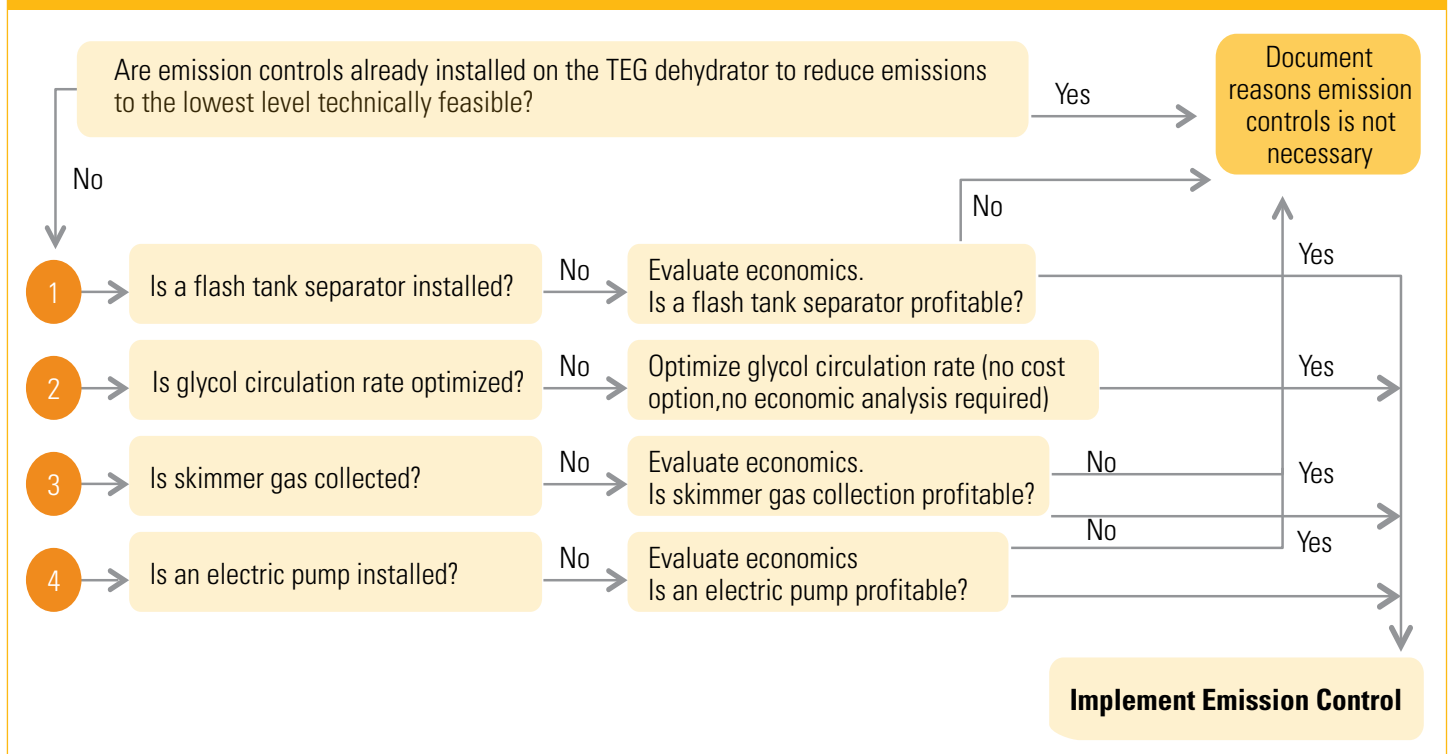 Are emission controls already installed on the TEG dehydrator to reduce emissions
to the lowest level technically feasible?
Yes
Document
reasons emission
controls is not
necessary
No
No
1
Is a flash tank separator installed?
No
Evaluate economics.
Is a flash tank separator profitable?
Yes
2
Is glycol circulation rate optimized?
No
Optimize glycol circulation rate (no cost
option,no economic analysis required)
Yes
3
Is skimmer gas collected?
No
Evaluate economics.
Is skimmer gas collection profitable?
No
Yes
4
Is an electric pump installed?
No
Evaluate economics
Is an electric pump profitable?
No
Yes
Implement Emission Control